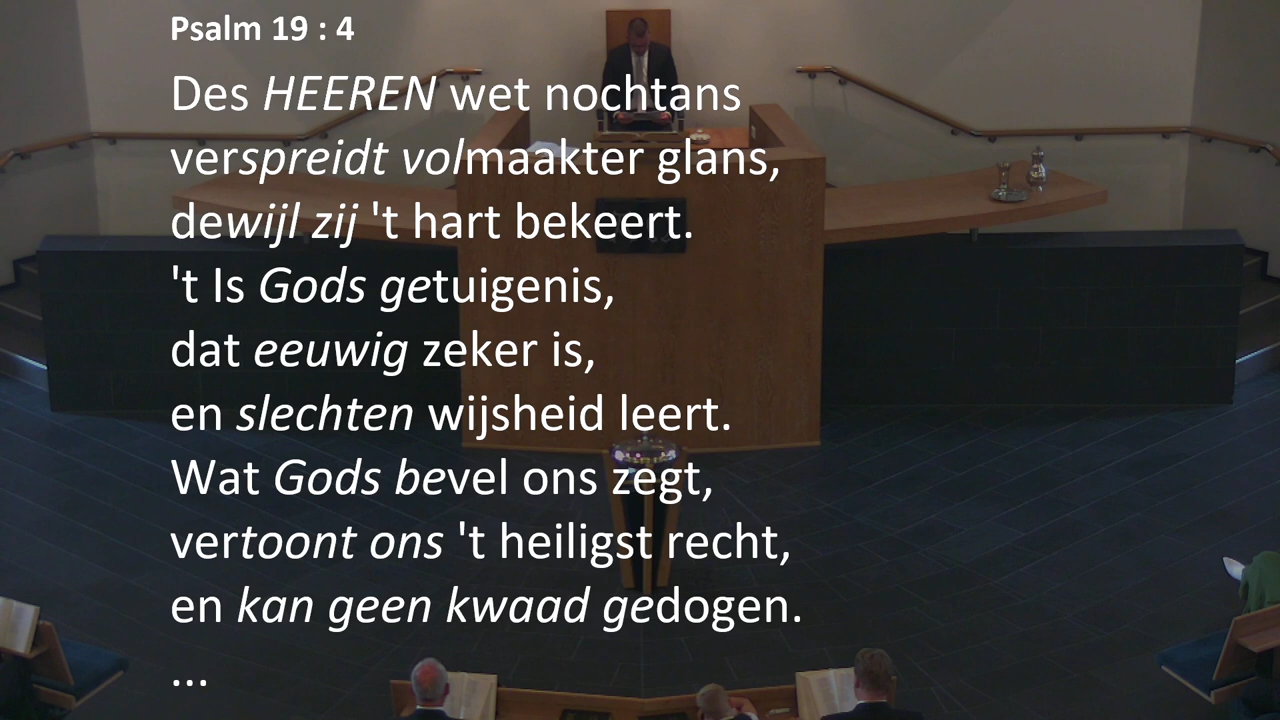 Psalm 19 : 4
Des HEEREN wet nochtans
verspreidt volmaakter glans,
dewijl zij 't hart bekeert.
't Is Gods getuigenis,
dat eeuwig zeker is,
en slechten wijsheid leert.
Wat Gods bevel ons zegt,
vertoont ons 't heiligst recht,
en kan geen kwaad gedogen.
...